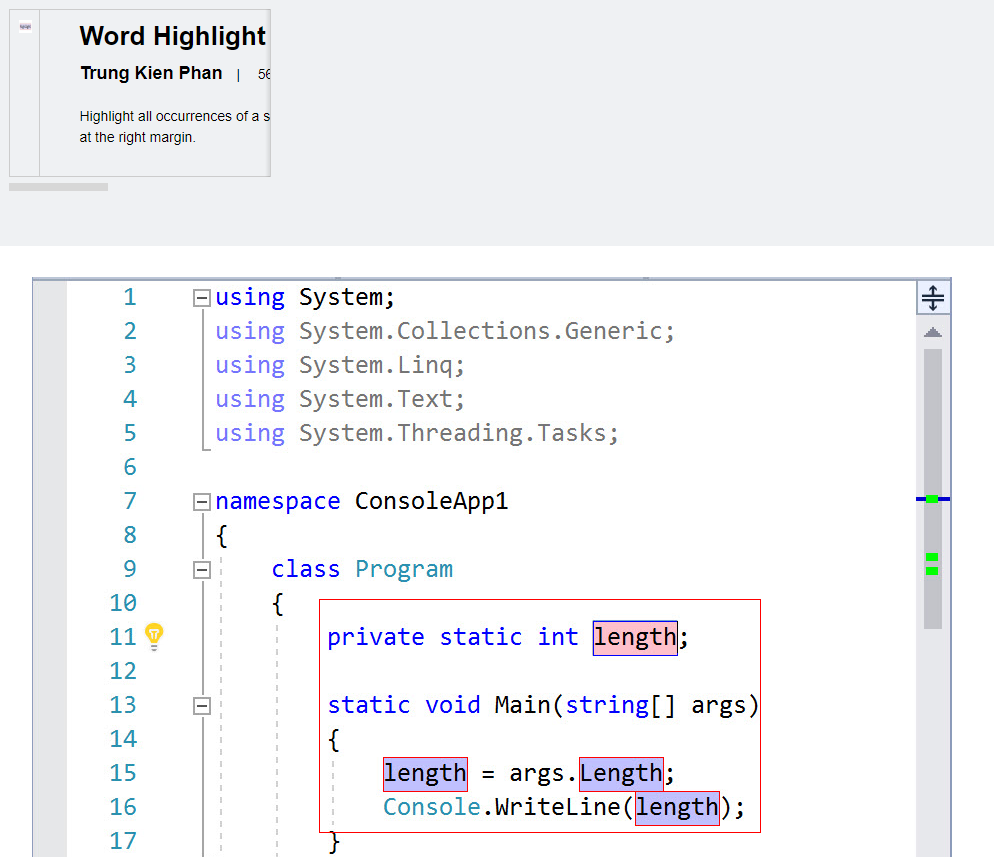 Word Highlight
Trung Kien Phan | 56
Highlight all occurrences of a s
at the right margin.
1 using System;
2 using System.Collections.Generic;
3 using System.Linq;
4 using System.Text;
5 using System.Threading.Tasks;
6
7 namespace ConsoleApp1
8 {
9 class Program
10 {
11 private static int length;
12
13 static void Main(string[] args)
14 {
15 length = args.Length;
16 Console.WriteLine(length);
17 }